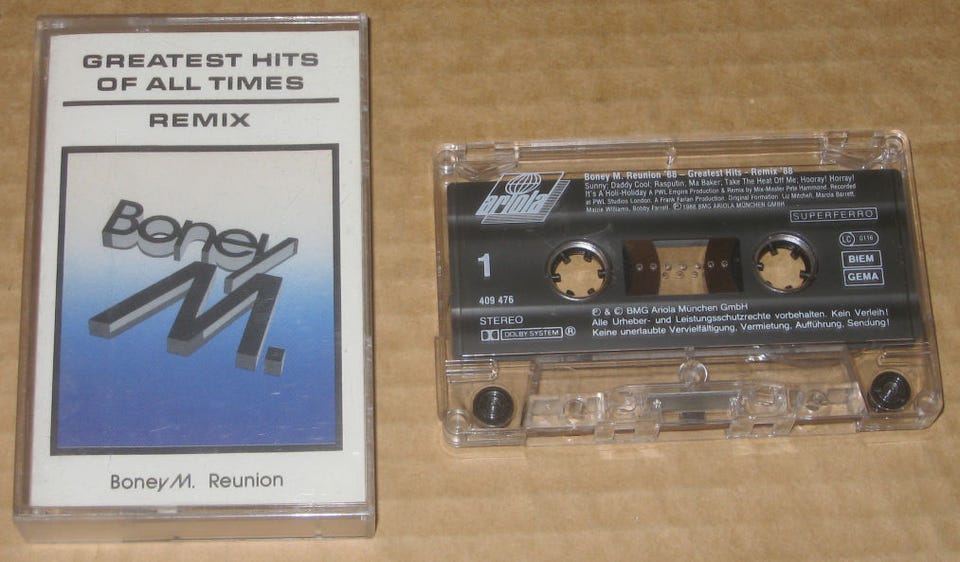 GREATEST HITS
OF ALL TIMES
REMIX
Boney M.
Boney M. Reunion
ariola
Boney M. Reunion '88 – Greatest Hits - Remix '88
Sunny; Daddy Cool; Rasputin, Ma Baker; Take The Heat Off Me; Hooray! Horray!
It's A Holi-Holiday A PWL Empire Production & Remix by Mix-Master Pete Hammond. Recorded
at PWL Studios London. A Frank Farian Production. Original Formation: Liz Mitchell, Marcia Barrett,
Maizie Williams, Bobby Farrell. ℗ 1988 BMG ARIOLA MÜNCHEN GMBH
SUPERFERRO
LC 0116
BIEM
GEMA
1
409 476
STEREO
DOLBY SYSTEM ®
℗ & © BMG Ariola München GmbH
Alle Urheber- und Leistungsschutzrechte vorbehalten. Kein Verleih!
Keine unerlaubte Vervielfältigung, Vermietung, Aufführung, Sendung!